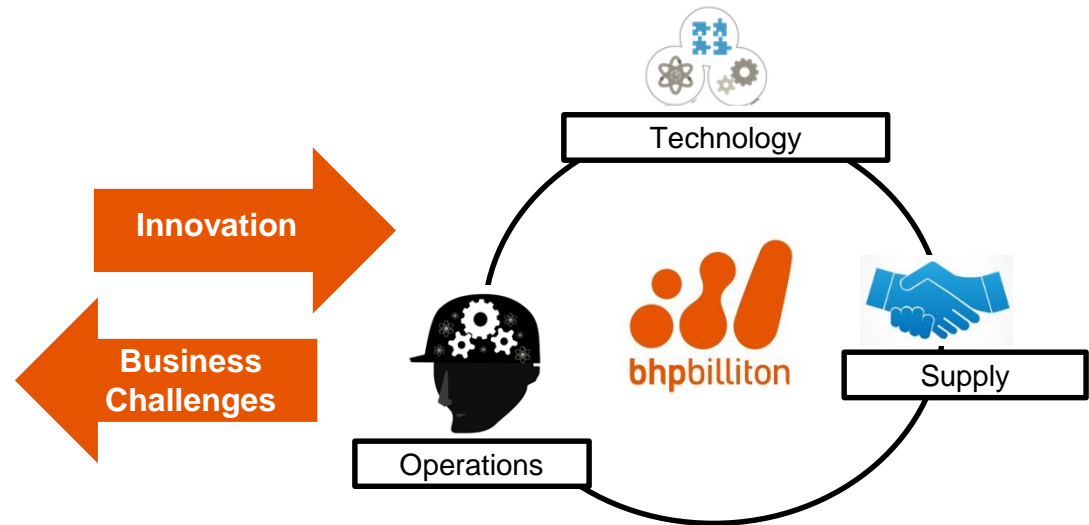 Technology
Innovation
bhpbilliton
Business
Challenges
Supply
Operations